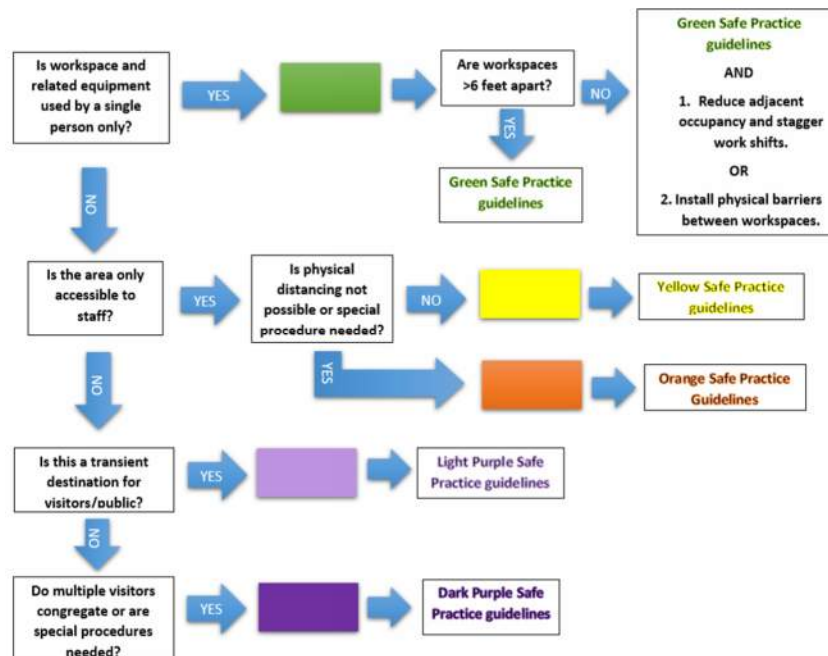 Is workspace and
related equipment
used by a single
person only?
YES
Are workspaces
>6 feet apart?
NO
Green Safe Practice
guidelines
AND
1. Reduce adjacent
occupancy and stagger
work shifts.
OR
2. Install physical barriers
between workspaces.
YES
Green Safe Practice
guidelines
NO
Is the area only
accessible to
staff?
YES
Is physical
distancing not
possible or special
procedure needed?
NO
Yellow Safe Practice
guidelines
YES
Orange Safe Practice
Guidelines
NO
Is this a transient
destination for
visitors/public?
YES
Light Purple Safe
Practice guidelines
NO
Do multiple visitors
congregate or are
special procedures
needed?
YES
Dark Purple Safe
Practice guidelines